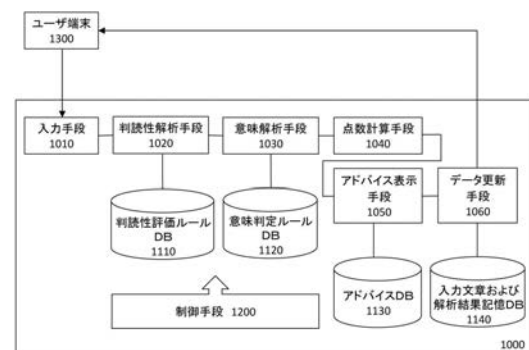 ユーザ端末
1300
入力手段
1010
判読性解析手段
1020
意味解析手段
1030
点数計算手段
1040
アドバイス表示
手段
1050
データ更新
手段
1060
判読性評価ルール
DB
1110
意味判定ルール
DB
1120
アドバイスDB
1130
入力文章および
解析結果記憶DB
1140
制御手段 1200
1000